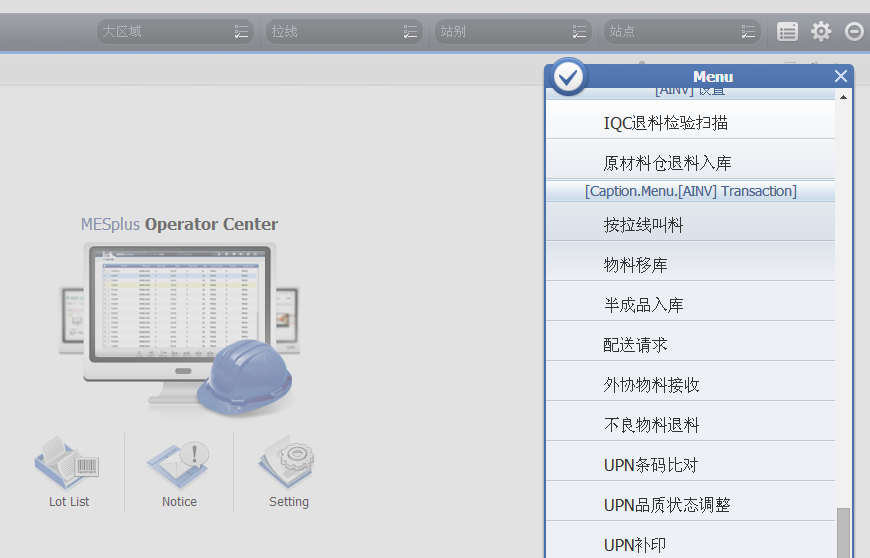 大区域
拉线
站别
站点
Menu
[AINV] 设置
IQC退料检验扫描
原材料仓退料入库
[Caption.Menu.[AINV] Transaction]
按拉线叫料
物料移库
半成品入库
配送请求
外协物料接收
不良物料退料
UPN条码比对
UPN品质状态调整
UPN补印
MESplus Operator Center
Lot List
Notice
Setting